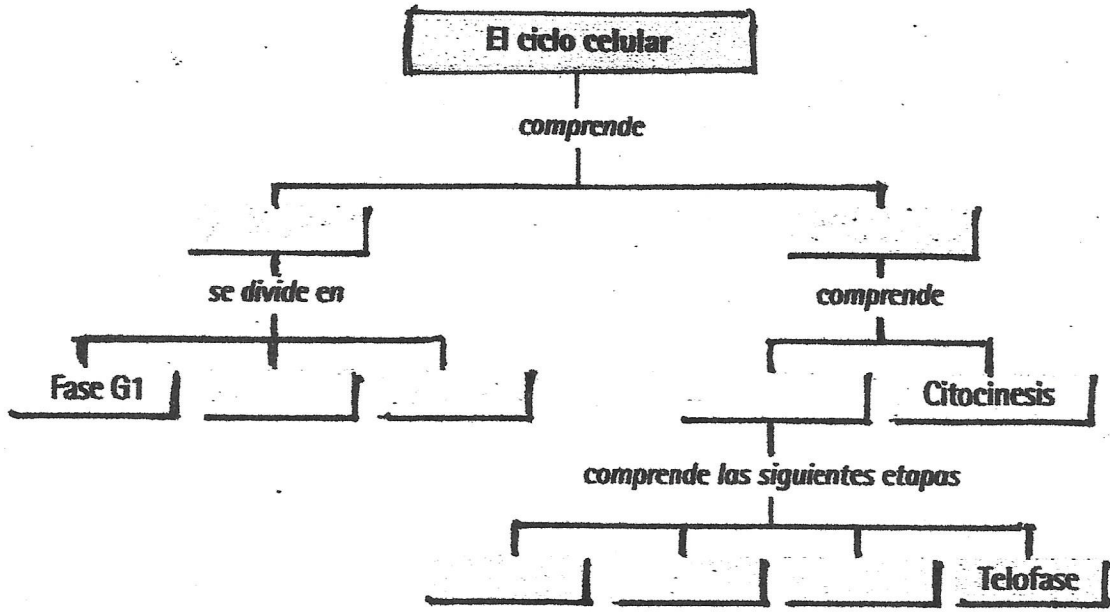 El ciclo celular
comprende
se divide en
comprende
Fase G1
Citocinesis
comprende las siguientes etapas
Telofase